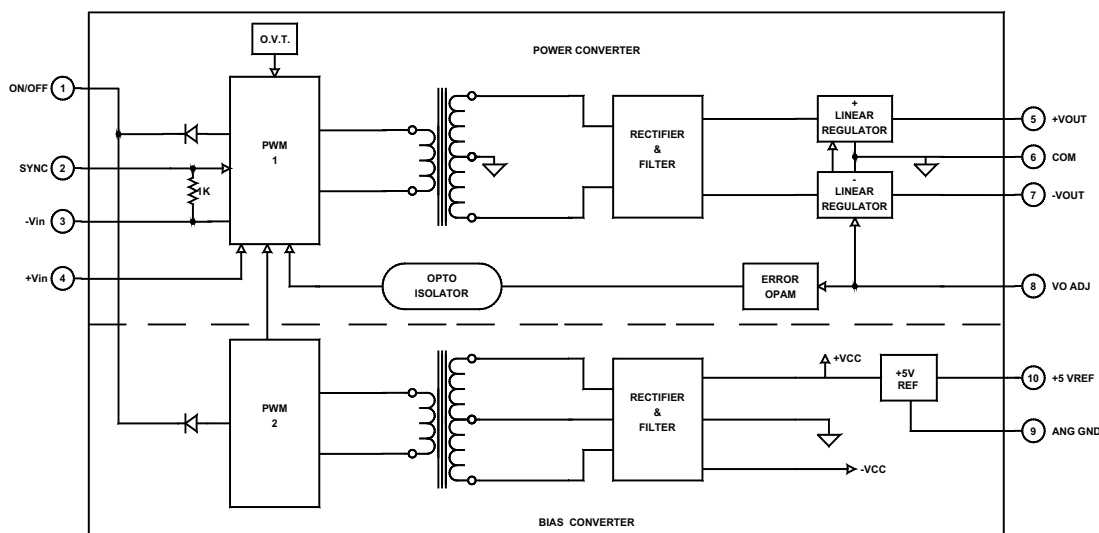 O.V.T.
POWER CONVERTER
ON/OFF
1
SYNC
2
1K
-Vin
3
+Vin
4
PWM
1
RECTIFIER
&
FILTER
+
LINEAR
REGULATOR
-
LINEAR
REGULATOR
5
+VOUT
6
COM
7
-VOUT
OPTO
ISOLATOR
ERROR
OPAM
8
VO ADJ
PWM
2
RECTIFIER
&
FILTER
+VCC
+5V
REF
10
+5 VREF
9
ANG GND
-VCC
BIAS CONVERTER